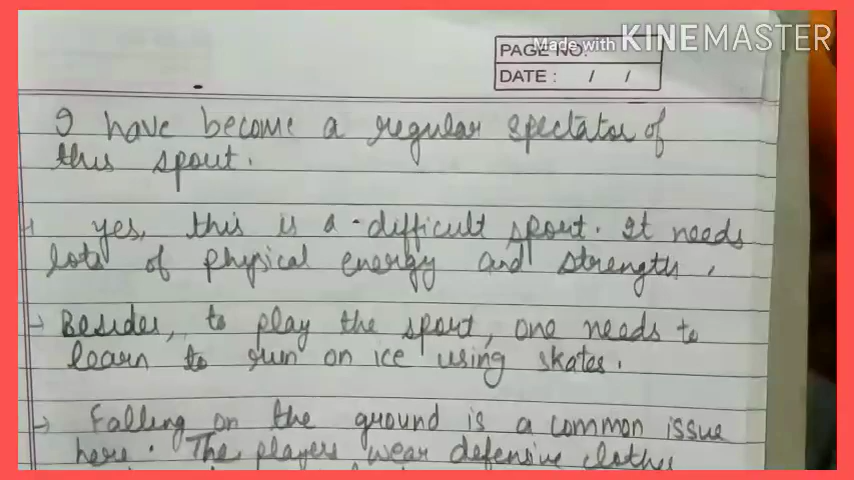 Made with KINEMASTER
PAGE NO:
DATE : / /
I have become a regular spectator of
this sport.
yes, this is a difficult sport. It needs
lots of physical energy and strength,
→ Besides, to play the sport, one needs to
learn to run on ice using skates.
→ Falling on the ground is a common issue
here. The players wear defensive clothes